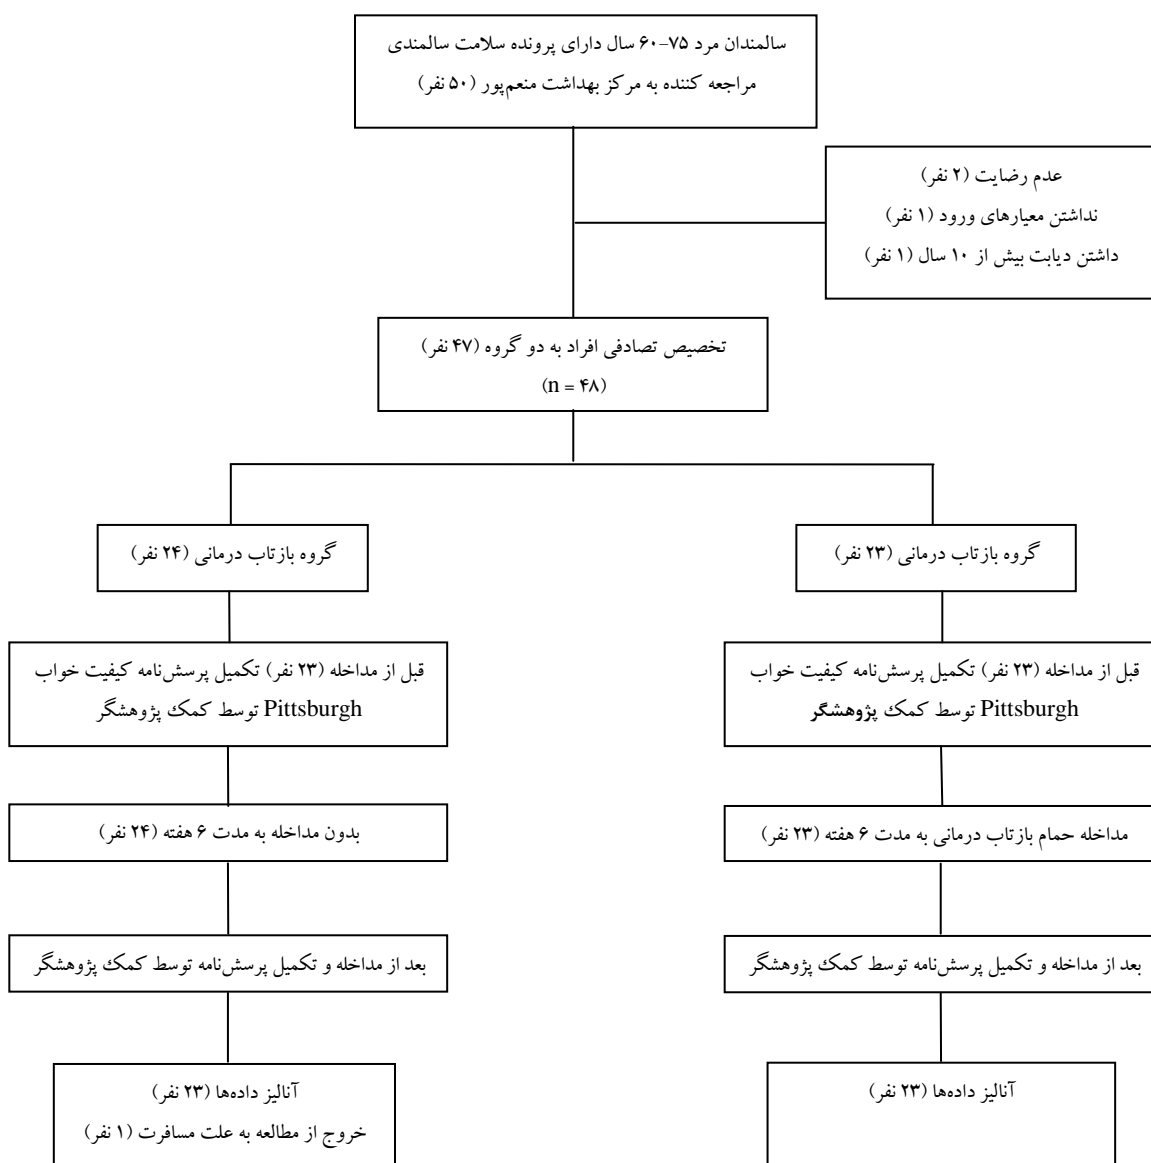 سالمندان مرد ۷۵-۶۰ سال دارای پرونده سلامت سالمندی
مراجعه کننده به مرکز بهداشت منعم‌پور (۵۰ نفر)
عدم رضایت (۲ نفر)
نداشتن معیارهای ورود (۱ نفر)
داشتن دیابت بیش از ۱۰ سال (۱ نفر)
تخصیص تصادفی افراد به دو گروه (۴۷ نفر)
(n = ۴۸)
گروه بازتاب درمانی (۲۳ نفر)
قبل از مداخله (۲۳ نفر) تکمیل پرسش‌نامه کیفیت خواب
Pittsburgh توسط کمک پژوهشگر
مداخله حمام بازتاب درمانی به مدت ۶ هفته (۲۳ نفر)
بعد از مداخله و تکمیل پرسش‌نامه توسط کمک پژوهشگر
آنالیز داده‌ها (۲۳ نفر)
گروه بازتاب درمانی (۲۴ نفر)
قبل از مداخله (۲۳ نفر) تکمیل پرسش‌نامه کیفیت خواب
Pittsburgh توسط کمک پژوهشگر
بدون مداخله به مدت ۶ هفته (۲۴ نفر)
بعد از مداخله و تکمیل پرسش‌نامه توسط کمک پژوهشگر
آنالیز داده‌ها (۲۳ نفر)
خروج از مطالعه به علت مسافرت (۱ نفر)